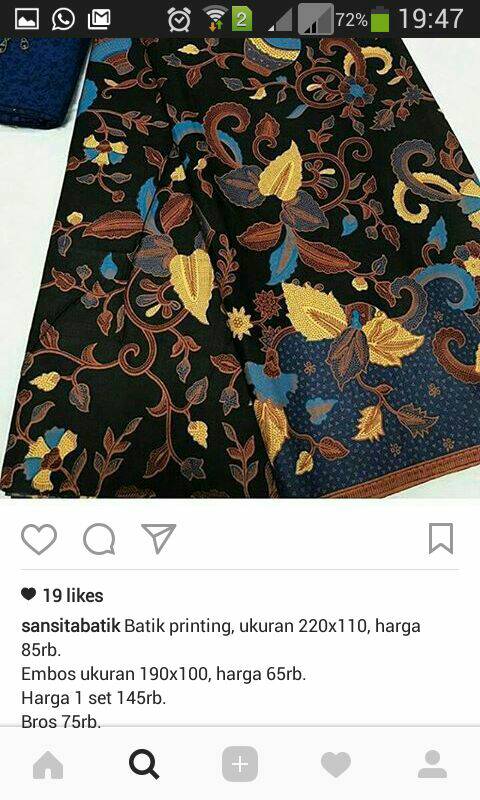 2
72%
19:47
19 likes
sansitabatik Batik printing, ukuran 220x110, harga
85rb.
Embos ukuran 190x100, harga 65rb.
Harga 1 set 145rb.
Bros 75rb.